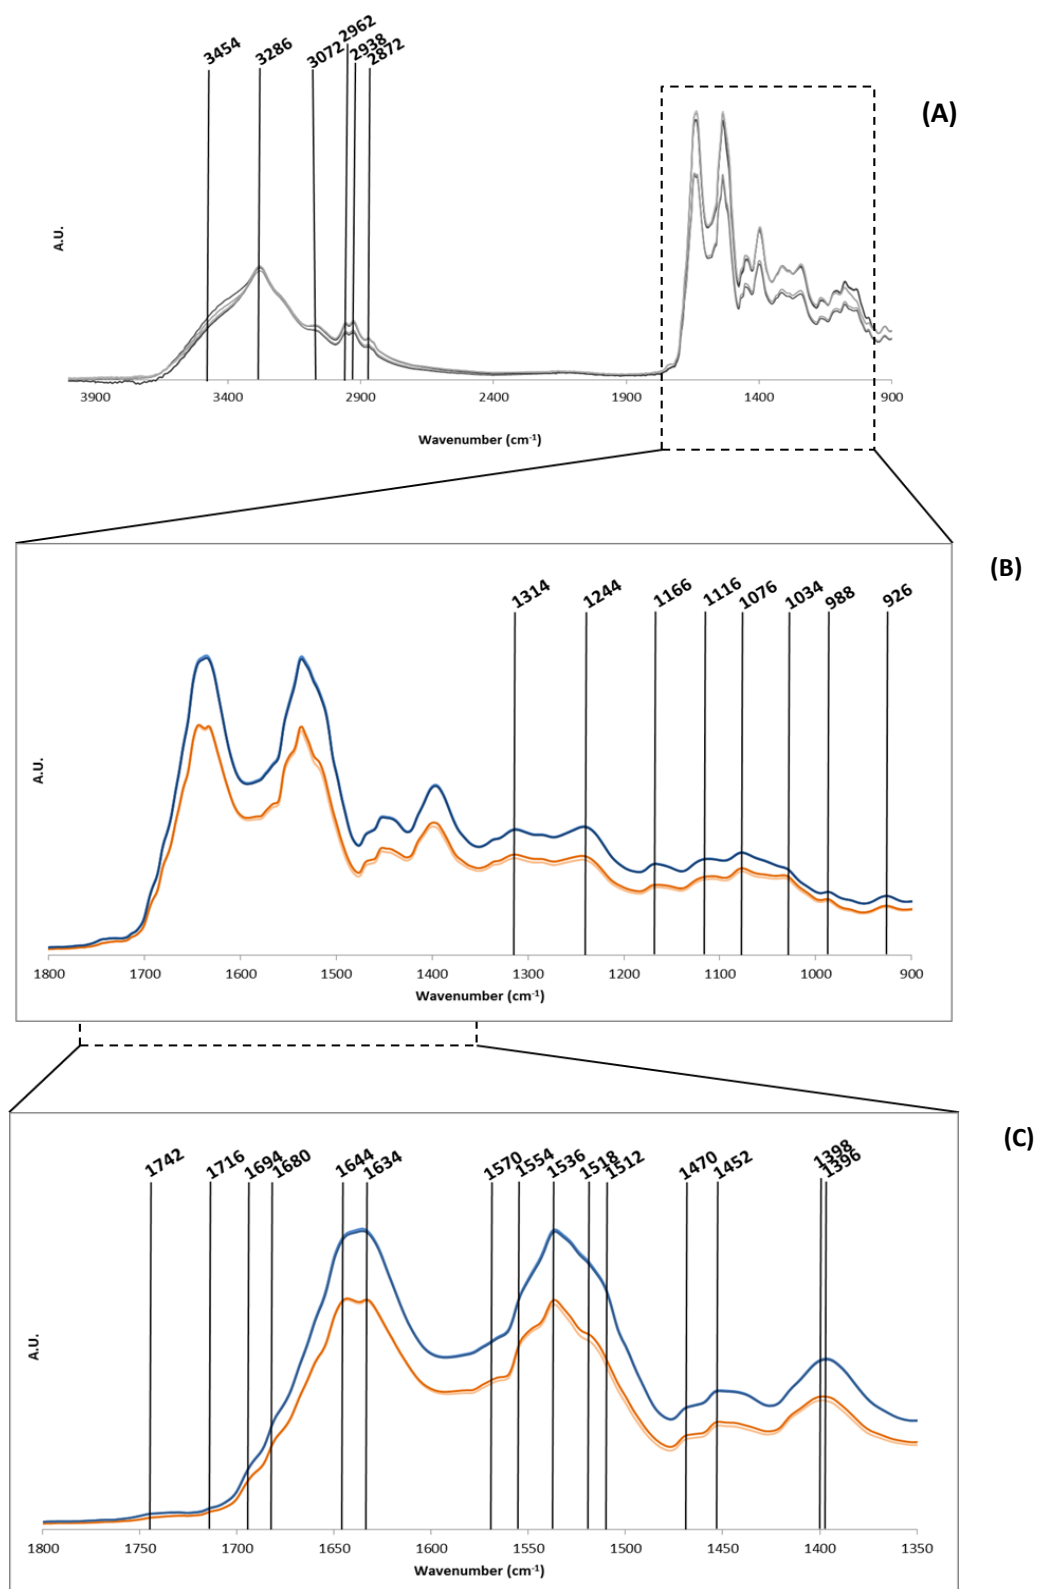 3454 3286 3072 2962 2938 2872
(A)
A.U.
3900 3400 2900 2400 1900 1400 900
Wavenumber (cm-1)
(B)
1314 1244 1166 1116 1076 1034 988 926
A.U.
1800 1700 1600 1500 1400 1300 1200 1100 1000 900
Wavenumber (cm-1)
(C)
1742 1716 1694 1680 1644 1634 1570 1554 1536 1518 1512 1470 1452 1398 1396
A.U.
1800 1750 1700 1650 1600 1550 1500 1450 1400 1350
Wavenumber (cm-1)